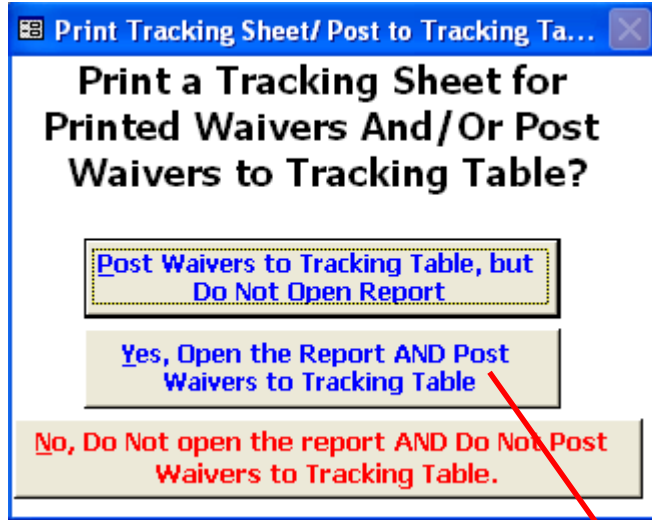 Print Tracking Sheet/ Post to Tracking Ta...
Print a Tracking Sheet for
Printed Waivers And/Or Post
Waivers to Tracking Table?
Post Waivers to Tracking Table, but
Do Not Open Report
Yes, Open the Report AND Post
Waivers to Tracking Table
No, Do Not open the report AND Do Not Post
Waivers to Tracking Table.